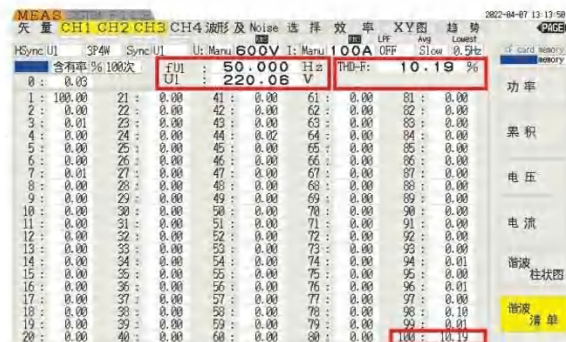 MEAS
2022-04-07 13:13:50
矢 量 CH1 CH2 CH3 CH4 波形 及 Noise 选 择 效 率 XY图 趋 势 PAGE
LPF Avg Lowest
HSync U1 3P4W Sync:U1 U: Manu 600V I: Manu 100A OFF Slow 0.5Hz
CF card memory
memory
含有率 % 100次 fU1 : 50.000 Hz THD-F: 10.19 %
U1 : 220.06 V
0 : 0.03
1 : 100.00 21 : 0.00 41 : 0.00 61 : 0.00 81 : 0.00
2 : 0.00 22 : 0.00 42 : 0.00 62 : 0.00 82 : 0.00
3 : 0.01 23 : 0.00 43 : 0.00 63 : 0.00 83 : 0.00
4 : 0.00 24 : 0.00 44 : 0.02 64 : 0.00 84 : 0.00
5 : 0.00 25 : 0.00 45 : 0.00 65 : 0.00 85 : 0.00
6 : 0.00 26 : 0.00 46 : 0.00 66 : 0.00 86 : 0.00
7 : 0.01 27 : 0.00 47 : 0.00 67 : 0.00 87 : 0.00
8 : 0.00 28 : 0.00 48 : 0.00 68 : 0.00 88 : 0.00
9 : 0.00 29 : 0.00 49 : 0.00 69 : 0.00 89 : 0.00
10 : 0.00 30 : 0.00 50 : 0.00 70 : 0.00 90 : 0.00
11 : 0.00 31 : 0.00 51 : 0.00 71 : 0.00 91 : 0.00
12 : 0.00 32 : 0.00 52 : 0.00 72 : 0.00 92 : 0.00
13 : 0.00 33 : 0.00 53 : 0.00 73 : 0.00 93 : 0.00
14 : 0.00 34 : 0.00 54 : 0.00 74 : 0.00 94 : 0.01
15 : 0.00 35 : 0.00 55 : 0.00 75 : 0.00 95 : 0.00
16 : 0.00 36 : 0.00 56 : 0.00 76 : 0.00 96 : 0.01
17 : 0.00 37 : 0.00 57 : 0.00 77 : 0.00 97 : 0.00
18 : 0.00 38 : 0.00 58 : 0.00 78 : 0.00 98 : 0.10
19 : 0.00 39 : 0.00 59 : 0.00 79 : 0.00 99 : 0.01
20 : 0.00 40 : 0.00 60 : 0.00 80 : 0.00 100 : 10.19
功 率
累 积
电 压
电 流
谐波
柱状图
谐波
清 单